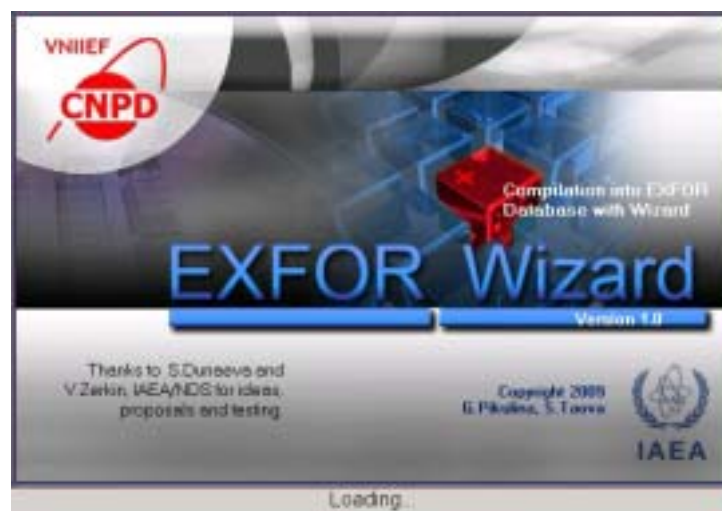 VNIIEF
CNPD
Compilation into EXFOR
Database with Wizard
EXFOR Wizard
Version 1.0
Thanks to S.Dunaeva and
V.Zerkin, IAEA/NDS for ideas,
proposals and testing.
Copyright 2009
G.Pikulina, S.Taova
IAEA
Loading...